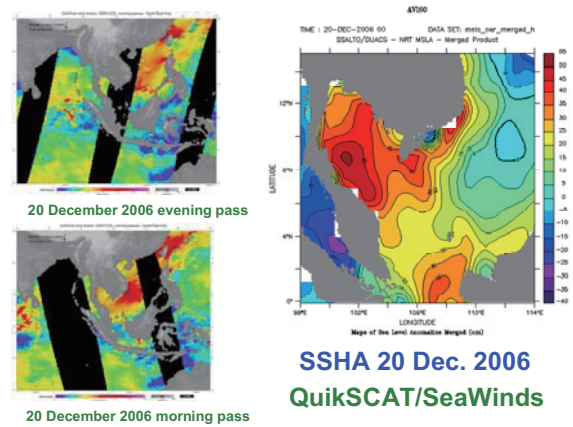 20 December 2006 evening pass
20 December 2006 morning pass
AVISO
TIME : 20-DEC-2006 00 DATA SET: msla_oer_merged_h
SSALTO/DUACS - NRT MSLA - Merged Product
LATITUDE
12°N
8°N
4°N
0°
98°E 102°E 106°E 110°E 114°E
LONGITUDE
Maps of Sea Level Anomalies Merged (cm)
55
50
45
40
35
30
25
20
15
10
5
0
-5
-10
-15
-20
-25
-30
-35
-40
SSHA 20 Dec. 2006
QuikSCAT/SeaWinds